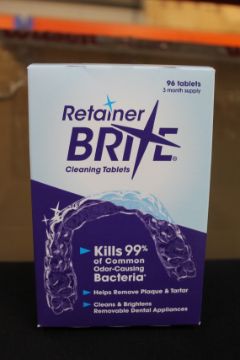 96 tablets
3 month supply
Retainer
BRITE®
Cleaning Tablets
Kills 99%
of Common
Odor-Causing
Bacteria*
Helps Remove Plaque & Tartar
Cleans & Brightens
Removable Dental Appliances